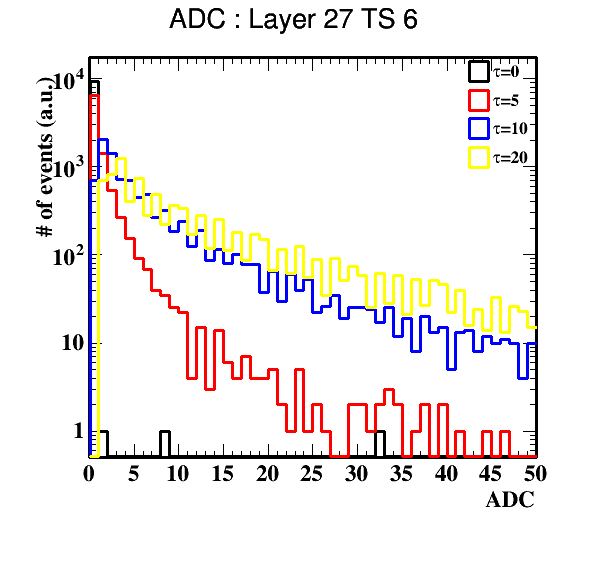 ADC : Layer 27 TS 6
# of events (a.u.)
10⁴
10³
10²
10
1
τ=0
τ=5
τ=10
τ=20
0 5 10 15 20 25 30 35 40 45 50
ADC